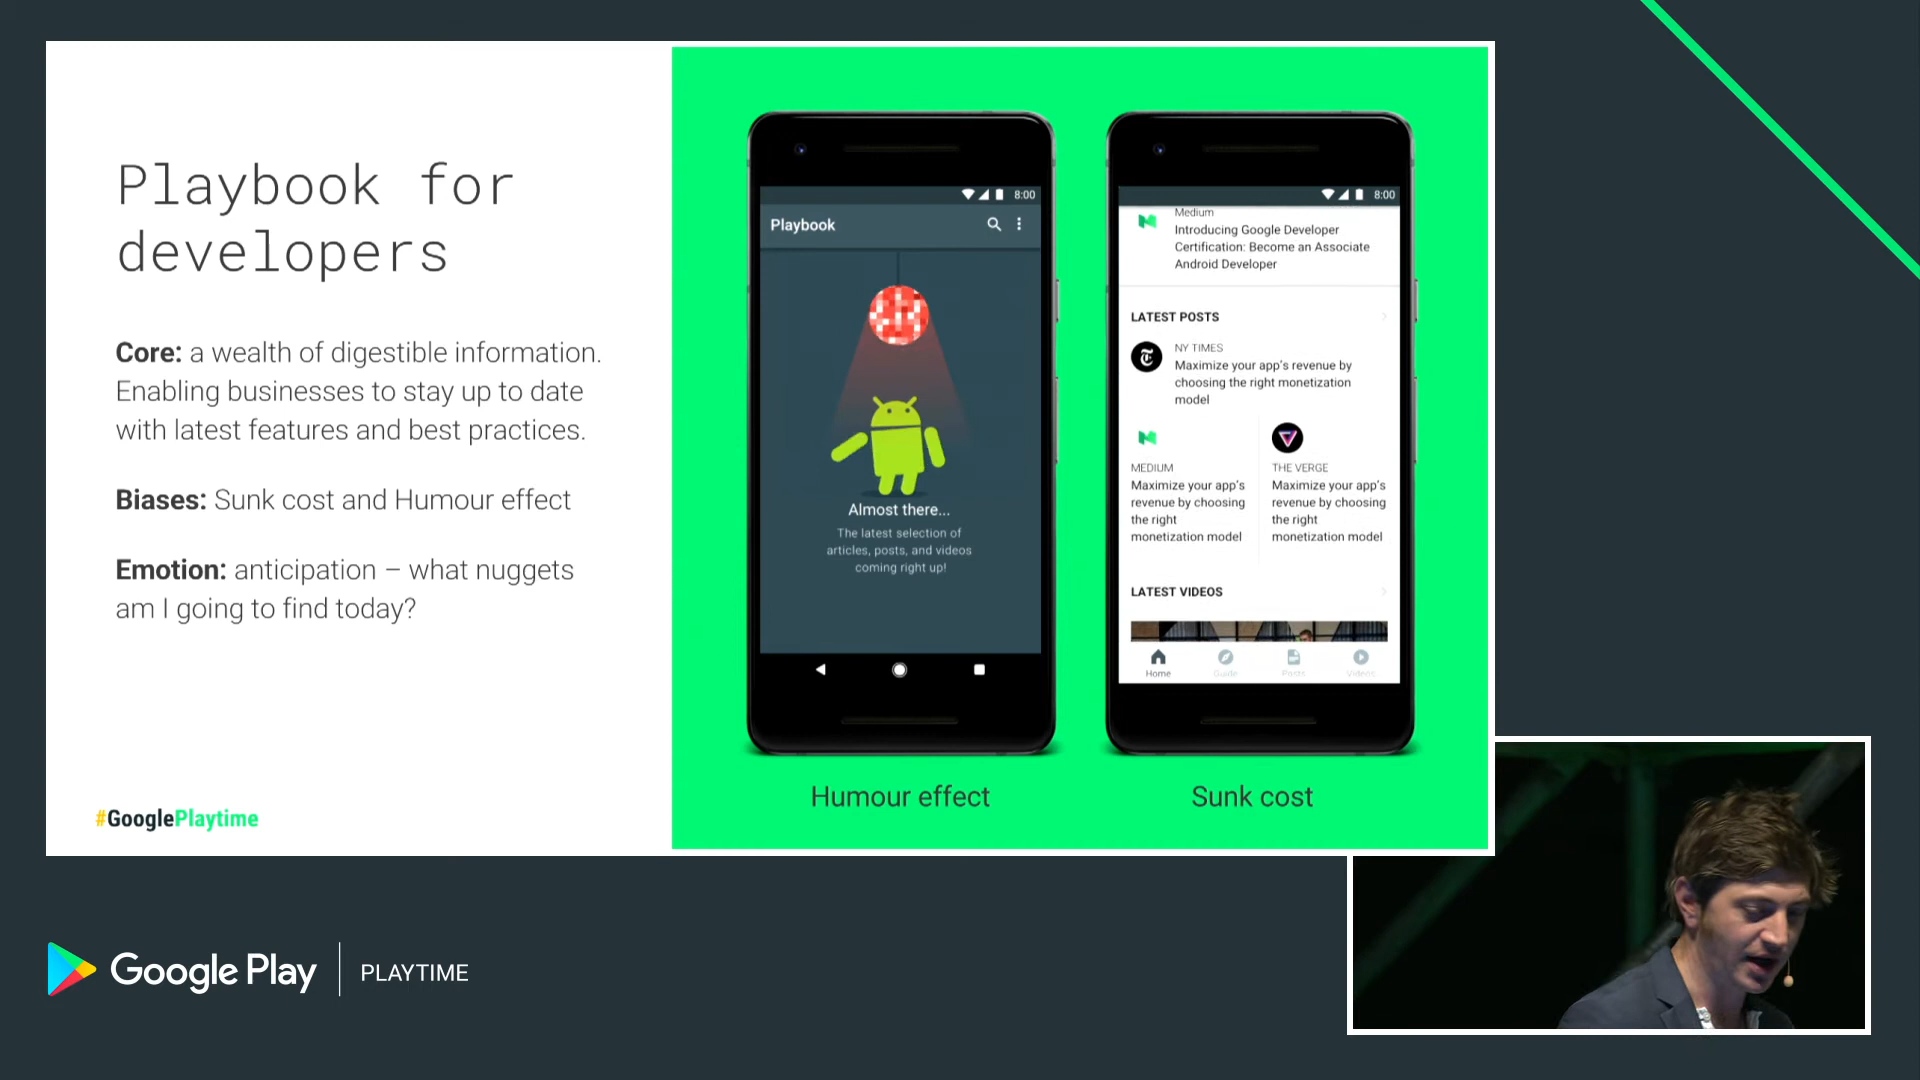 Playbook for
developers
Core: a wealth of digestible information.
Enabling businesses to stay up to date
with latest features and best practices.
Biases: Sunk cost and Humour effect
Emotion: anticipation – what nuggets
am I going to find today?
#GooglePlaytime
8:00
Playbook
Almost there...
The latest selection of
articles, posts, and videos
coming right up!
Humour effect
8:00
Medium
Introducing Google Developer
Certification: Become an Associate
Android Developer
LATEST POSTS
NY TIMES
Maximize your app's revenue by
choosing the right monetization
model
MEDIUM
Maximize your app's
revenue by choosing
the right
monetization model
THE VERGE
Maximize your app's
revenue by choosing
the right
monetization model
LATEST VIDEOS
Home
Guide
Posts
Videos
Sunk cost
Google Play
PLAYTIME